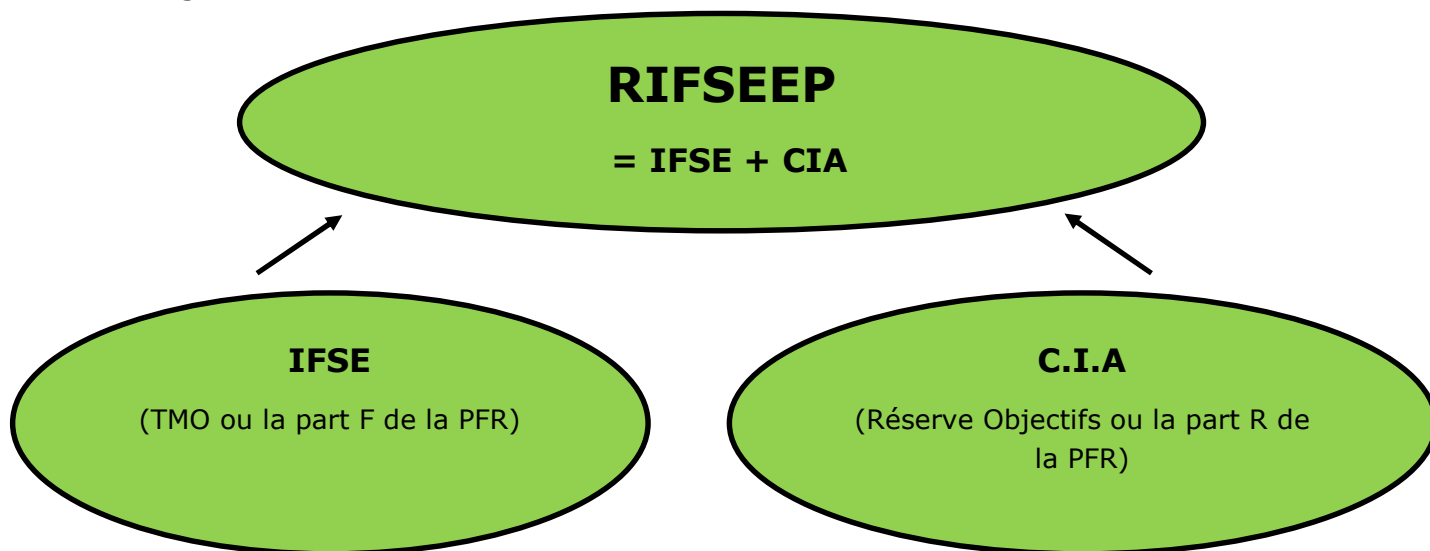 RIFSEEP
= IFSE + CIA
IFSE
(TMO ou la part F de la PFR)
C.I.A
(Réserve Objectifs ou la part R de
la PFR)